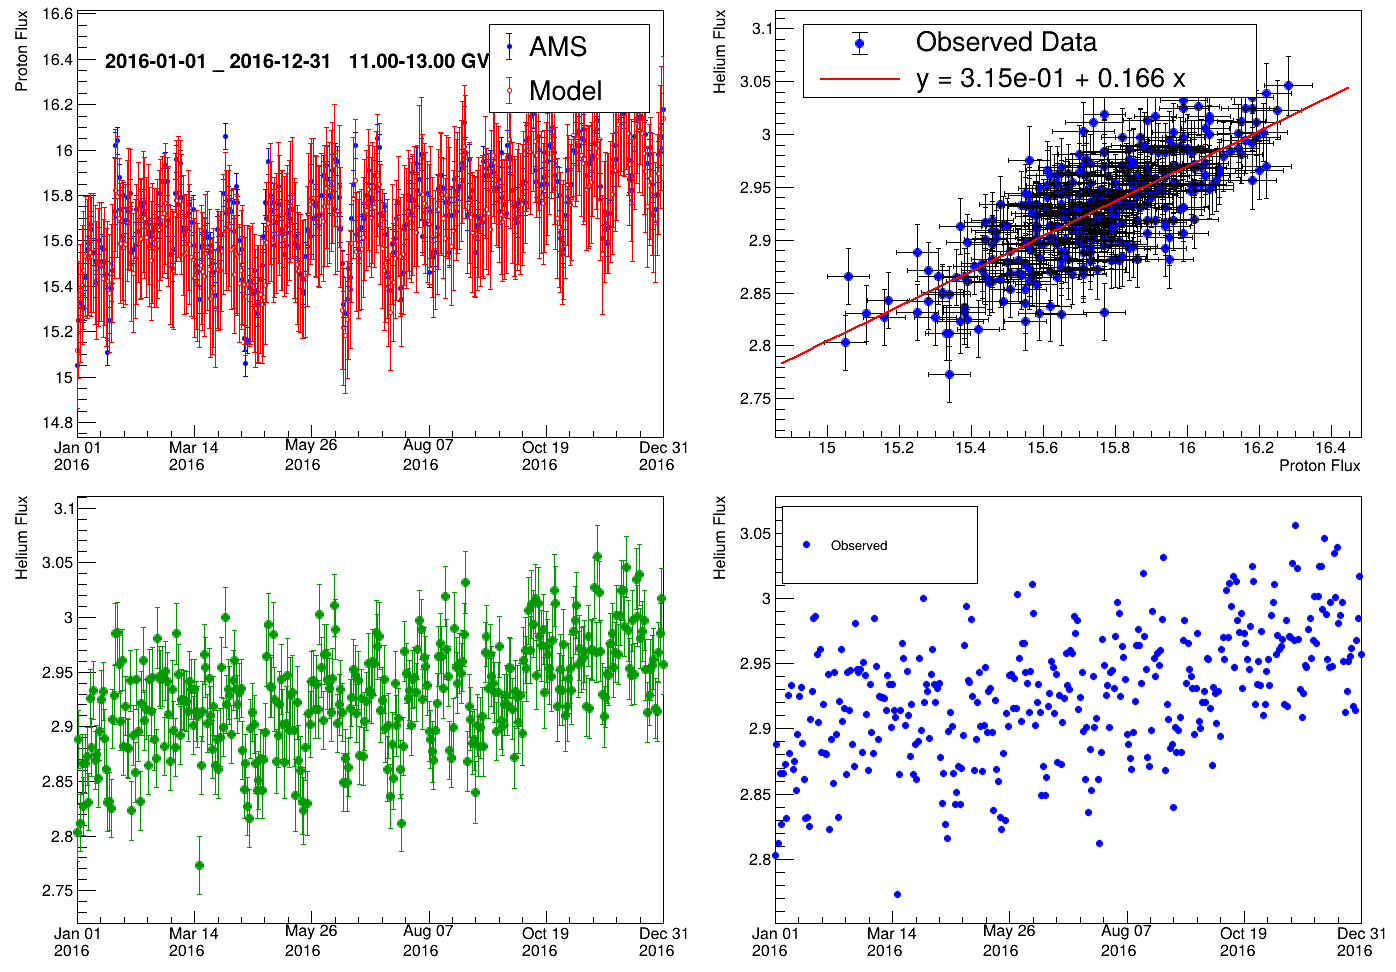 Proton Flux
16.6
16.4
16.2
16
15.8
15.6
15.4
15.2
15
14.8
2016-01-01 _ 2016-12-31 11.00-13.00 GV
AMS
Model
Jan 01
2016
Mar 14
2016
May 26
2016
Aug 07
2016
Oct 19
2016
Dec 31
2016
Helium Flux
3.1
3.05
3
2.95
2.9
2.85
2.8
2.75
Observed Data
y = 3.15e-01 + 0.166 x
15
15.2
15.4
15.6
15.8
16
16.2
16.4
Proton Flux
Helium Flux
3.1
3.05
3
2.95
2.9
2.85
2.8
2.75
Jan 01
2016
Mar 14
2016
May 26
2016
Aug 07
2016
Oct 19
2016
Dec 31
2016
Helium Flux
3.05
3
2.95
2.9
2.85
2.8
Observed
Jan 01
2016
Mar 14
2016
May 26
2016
Aug 07
2016
Oct 19
2016
Dec 31
2016